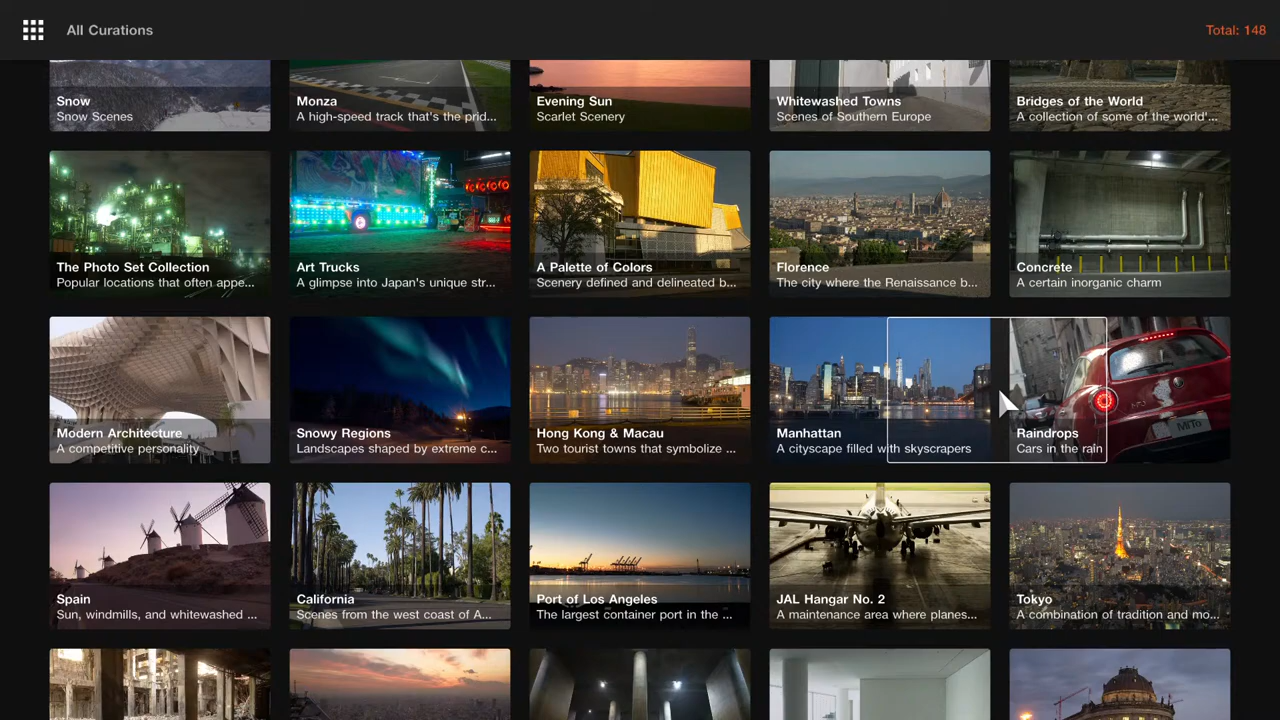 All Curations
Total: 148
Snow
Snow Scenes
Monza
A high-speed track that's the prid...
Evening Sun
Scarlet Scenery
Whitewashed Towns
Scenes of Southern Europe
Bridges of the World
A collection of some of the world'...
The Photo Set Collection
Popular locations that often appe...
Art Trucks
A glimpse into Japan's unique str...
A Palette of Colors
Scenery defined and delineated b...
Florence
The city where the Renaissance b...
Concrete
A certain inorganic charm
Modern Architecture
A competitive personality
Snowy Regions
Landscapes shaped by extreme c...
Hong Kong & Macau
Two tourist towns that symbolize ...
Manhattan
A cityscape filled with skyscrapers
Raindrops
Cars in the rain
MiTo
Spain
Sun, windmills, and whitewashed ...
California
Scenes from the west coast of A...
Port of Los Angeles
The largest container port in the ...
JAL Hangar No. 2
A maintenance area where planes...
Tokyo
A combination of tradition and mo...